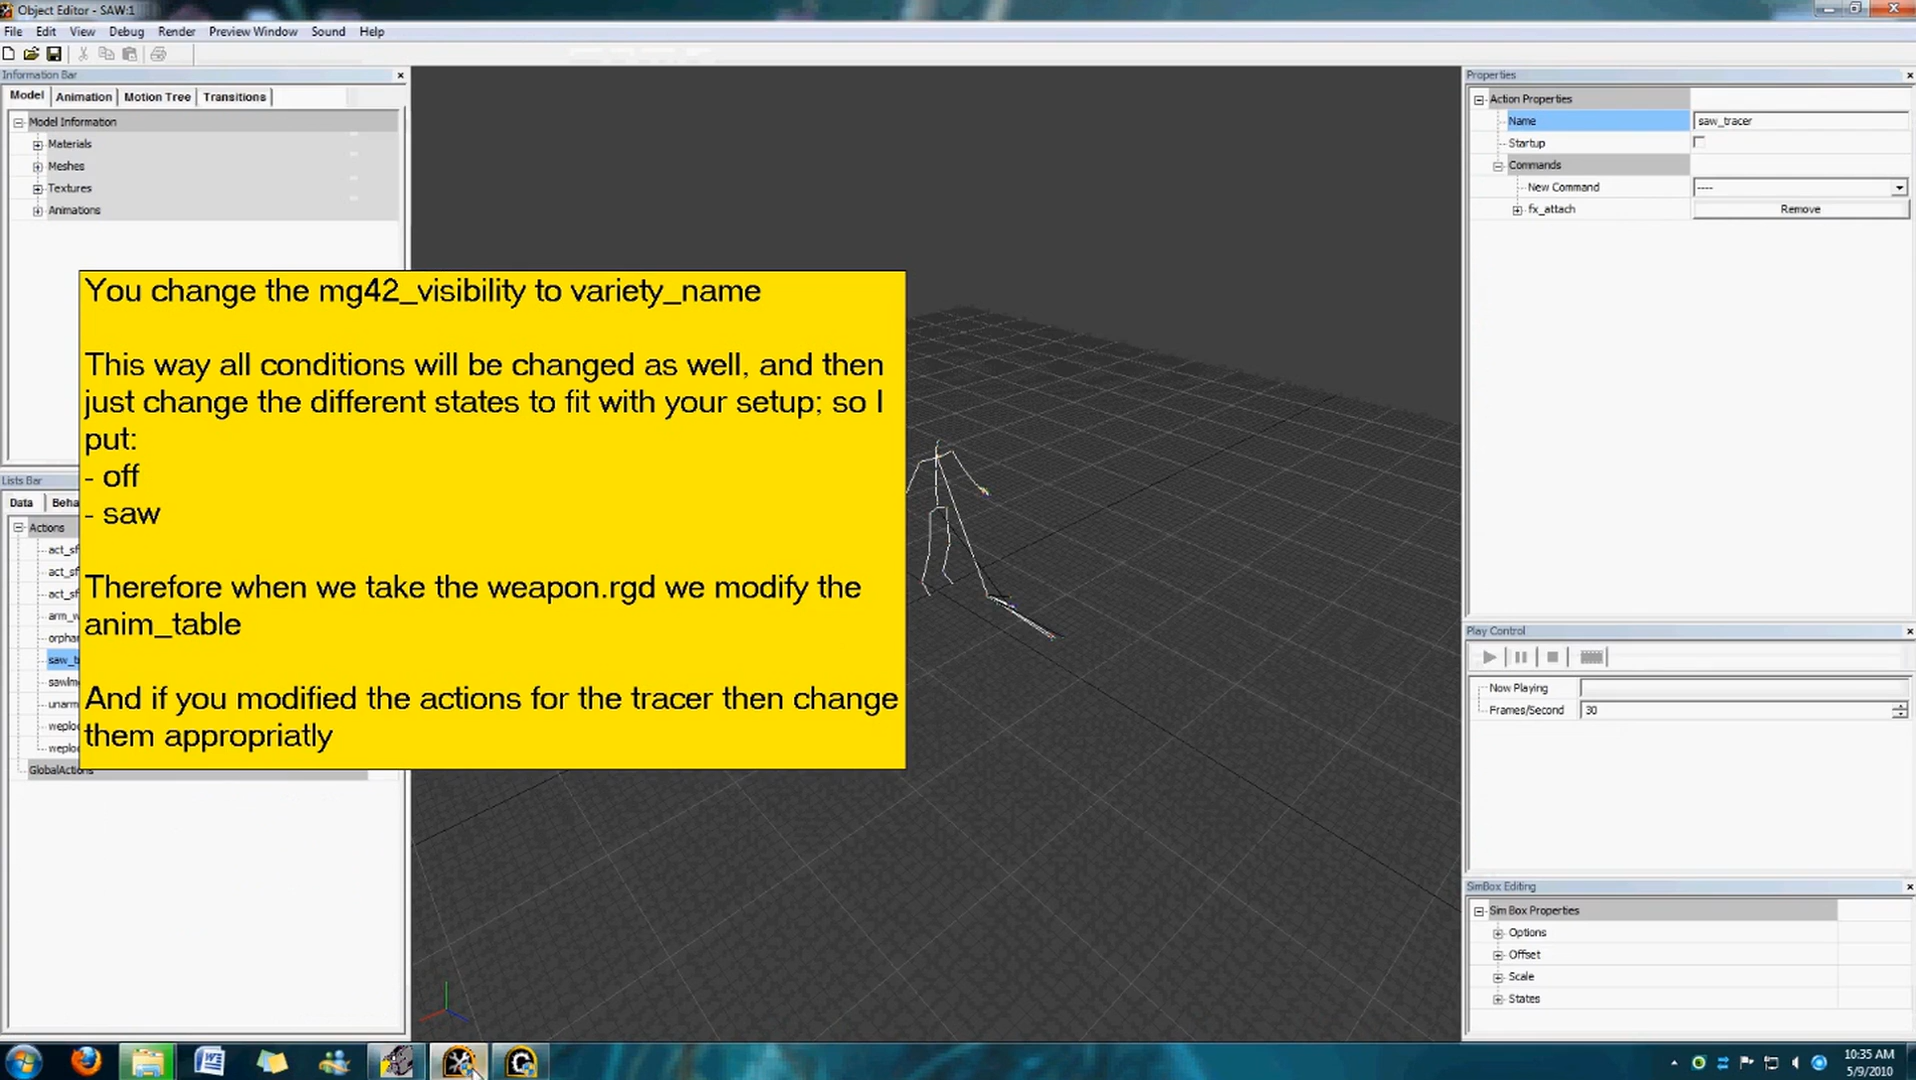 Object Editor - SAW:1
File Edit View Debug Render Preview Window Sound Help
Information Bar
Model Animation Motion Tree Transitions
Model Information
Materials
Meshes
Textures
Animations
You change the mg42_visibility to variety_name
This way all conditions will be changed as well, and then
just change the different states to fit with your setup; so I
put:
- off
- saw
Therefore when we take the weapon.rgd we modify the
anim_table
And if you modified the actions for the tracer then change
them appropriatly
Lists Bar
Data Beha
Actions
act_sf
act_sf
act_sf
arm_w
orphan
saw_t
sawIm
unarm
weplo
weplo
GlobalActions
Properties
Action Properties
Name saw_tracer
Startup
Commands
New Command ----
fx_attach Remove
Play Control
Now Playing
Frames/Second 30
SimBox Editing
Sim Box Properties
Options
Offset
Scale
States
10:35 AM
5/9/2010